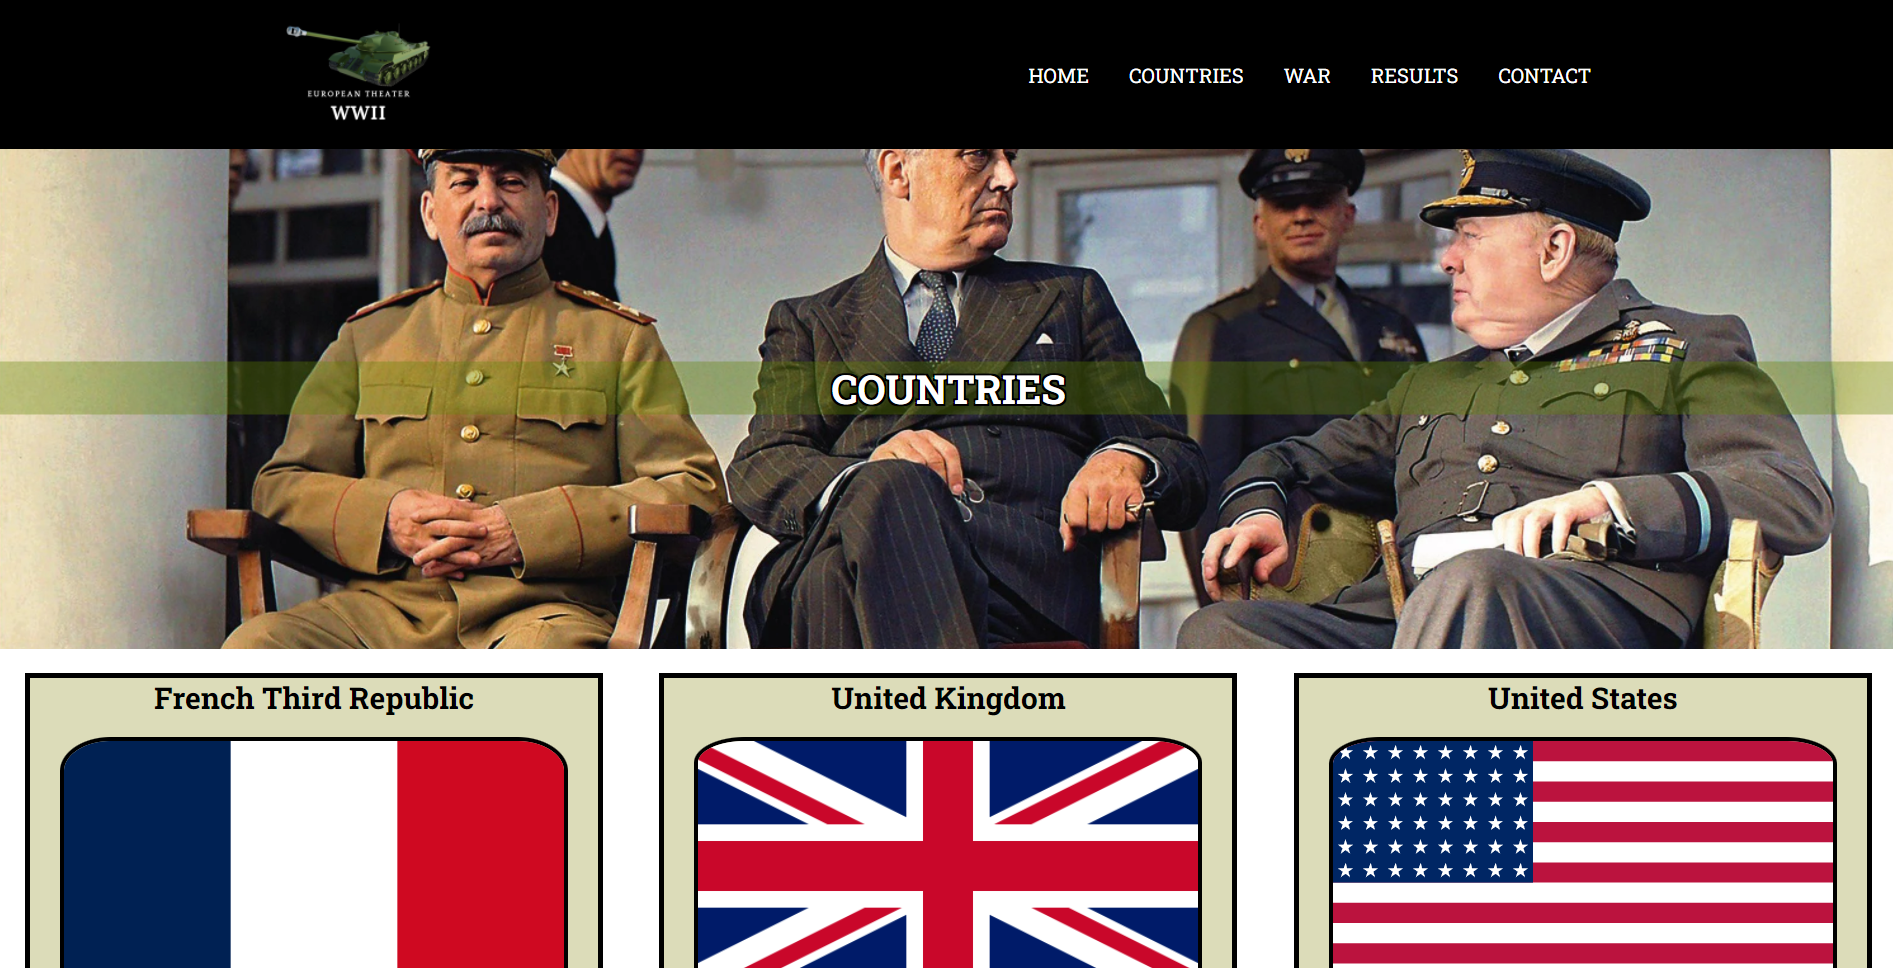 EUROPEAN THEATER
WWII
HOME COUNTRIES WAR RESULTS CONTACT
COUNTRIES
French Third Republic
United Kingdom
United States